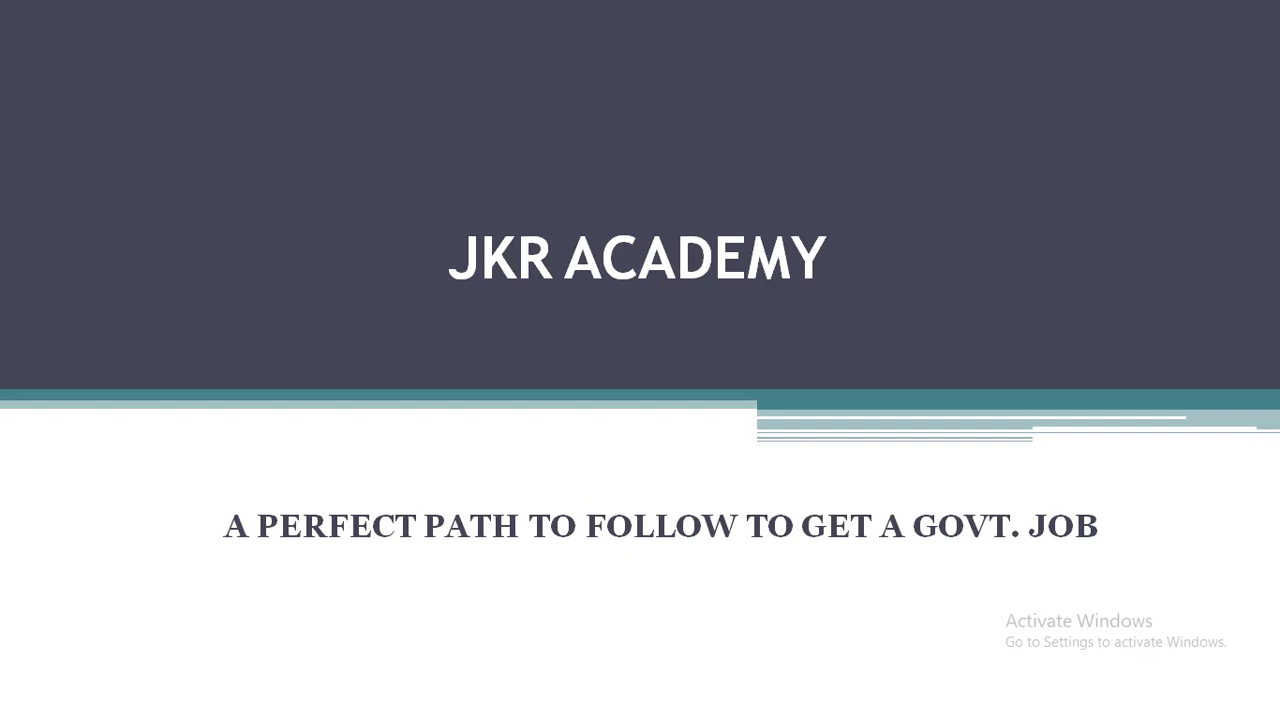 JKR ACADEMY
A PERFECT PATH TO FOLLOW TO GET A GOVT. JOB
Activate Windows
Go to Settings to activate Windows.